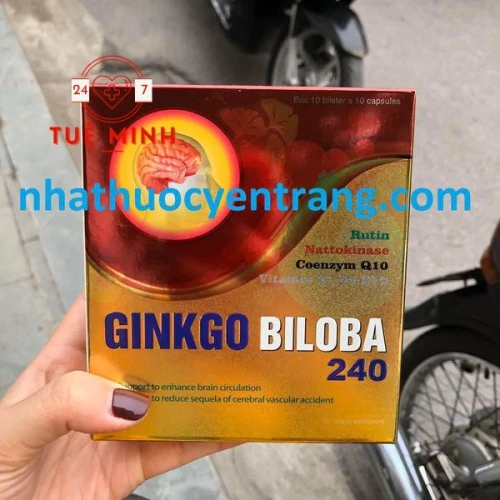 24 7
TUE MINH
Box 10 blister x 10 capsules
nhathuocyentrang.com
Rutin
Nattokinase
Coenzym Q10
GINKGO BILOBA
240
to enhance brain circulation
to reduce sequela of cerebral vascular accident